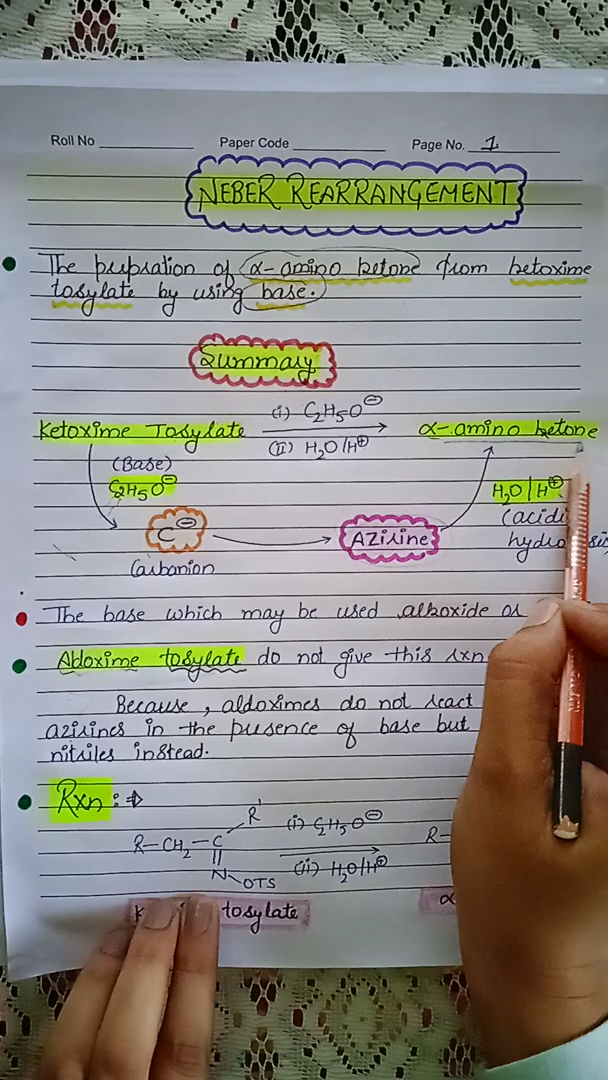 Roll No Paper Code Page No. 1
NEBER REARRANGEMENT
The prepration of α-amino ketone from ketoxime
tosylate by using base.
Summary
Ketoxime Tosylate (i) C2H5O⊖ (ii) H2O/H⊕ α-amino ketone
(Base)
C2H5O⊖
H2O/H⊕
C⊖
AZirine
Carbanion
The base which may be used alkoxide or
Aldoxime tosylate do not give this rxn
Because, aldoximes do not react
azirines in the presence of base but
nitriles instead.
Rxn :⇒
R'
R-CH2-C (i) C2H5O⊖ R-
N-OTS (ii) H2O/H⊕
tosylate α